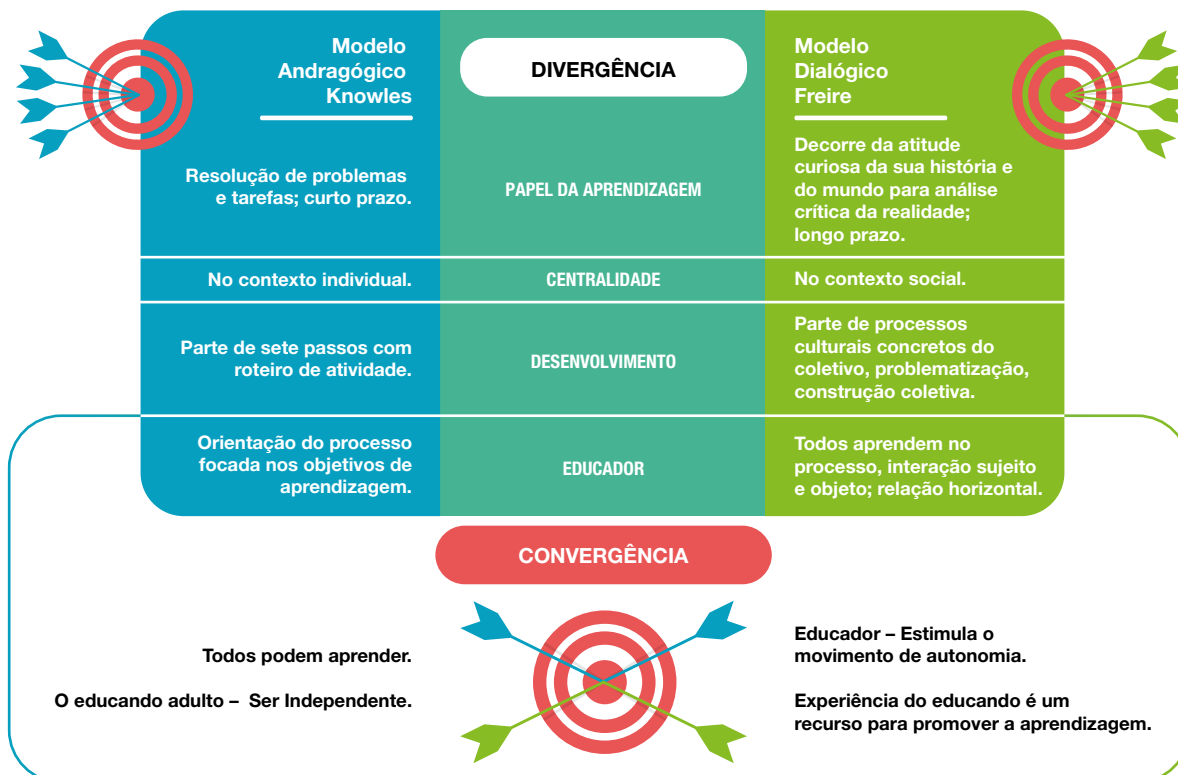 Modelo
Andragógico
Knowles
DIVERGÊNCIA
Modelo
Dialógico
Freire
Resolução de problemas
e tarefas; curto prazo.
PAPEL DA APRENDIZAGEM
Decorre da atitude
curiosa da sua história e
do mundo para análise
crítica da realidade;
longo prazo.
No contexto individual.
CENTRALIDADE
No contexto social.
Parte de sete passos com
roteiro de atividade.
DESENVOLVIMENTO
Parte de processos
culturais concretos do
coletivo, problematização,
construção coletiva.
Orientação do processo
focada nos objetivos de
aprendizagem.
EDUCADOR
Todos aprendem no
processo, interação sujeito
e objeto; relação horizontal.
CONVERGÊNCIA
Todos podem aprender.
O educando adulto – Ser Independente.
Educador – Estimula o
movimento de autonomia.
Experiência do educando é um
recurso para promover a aprendizagem.